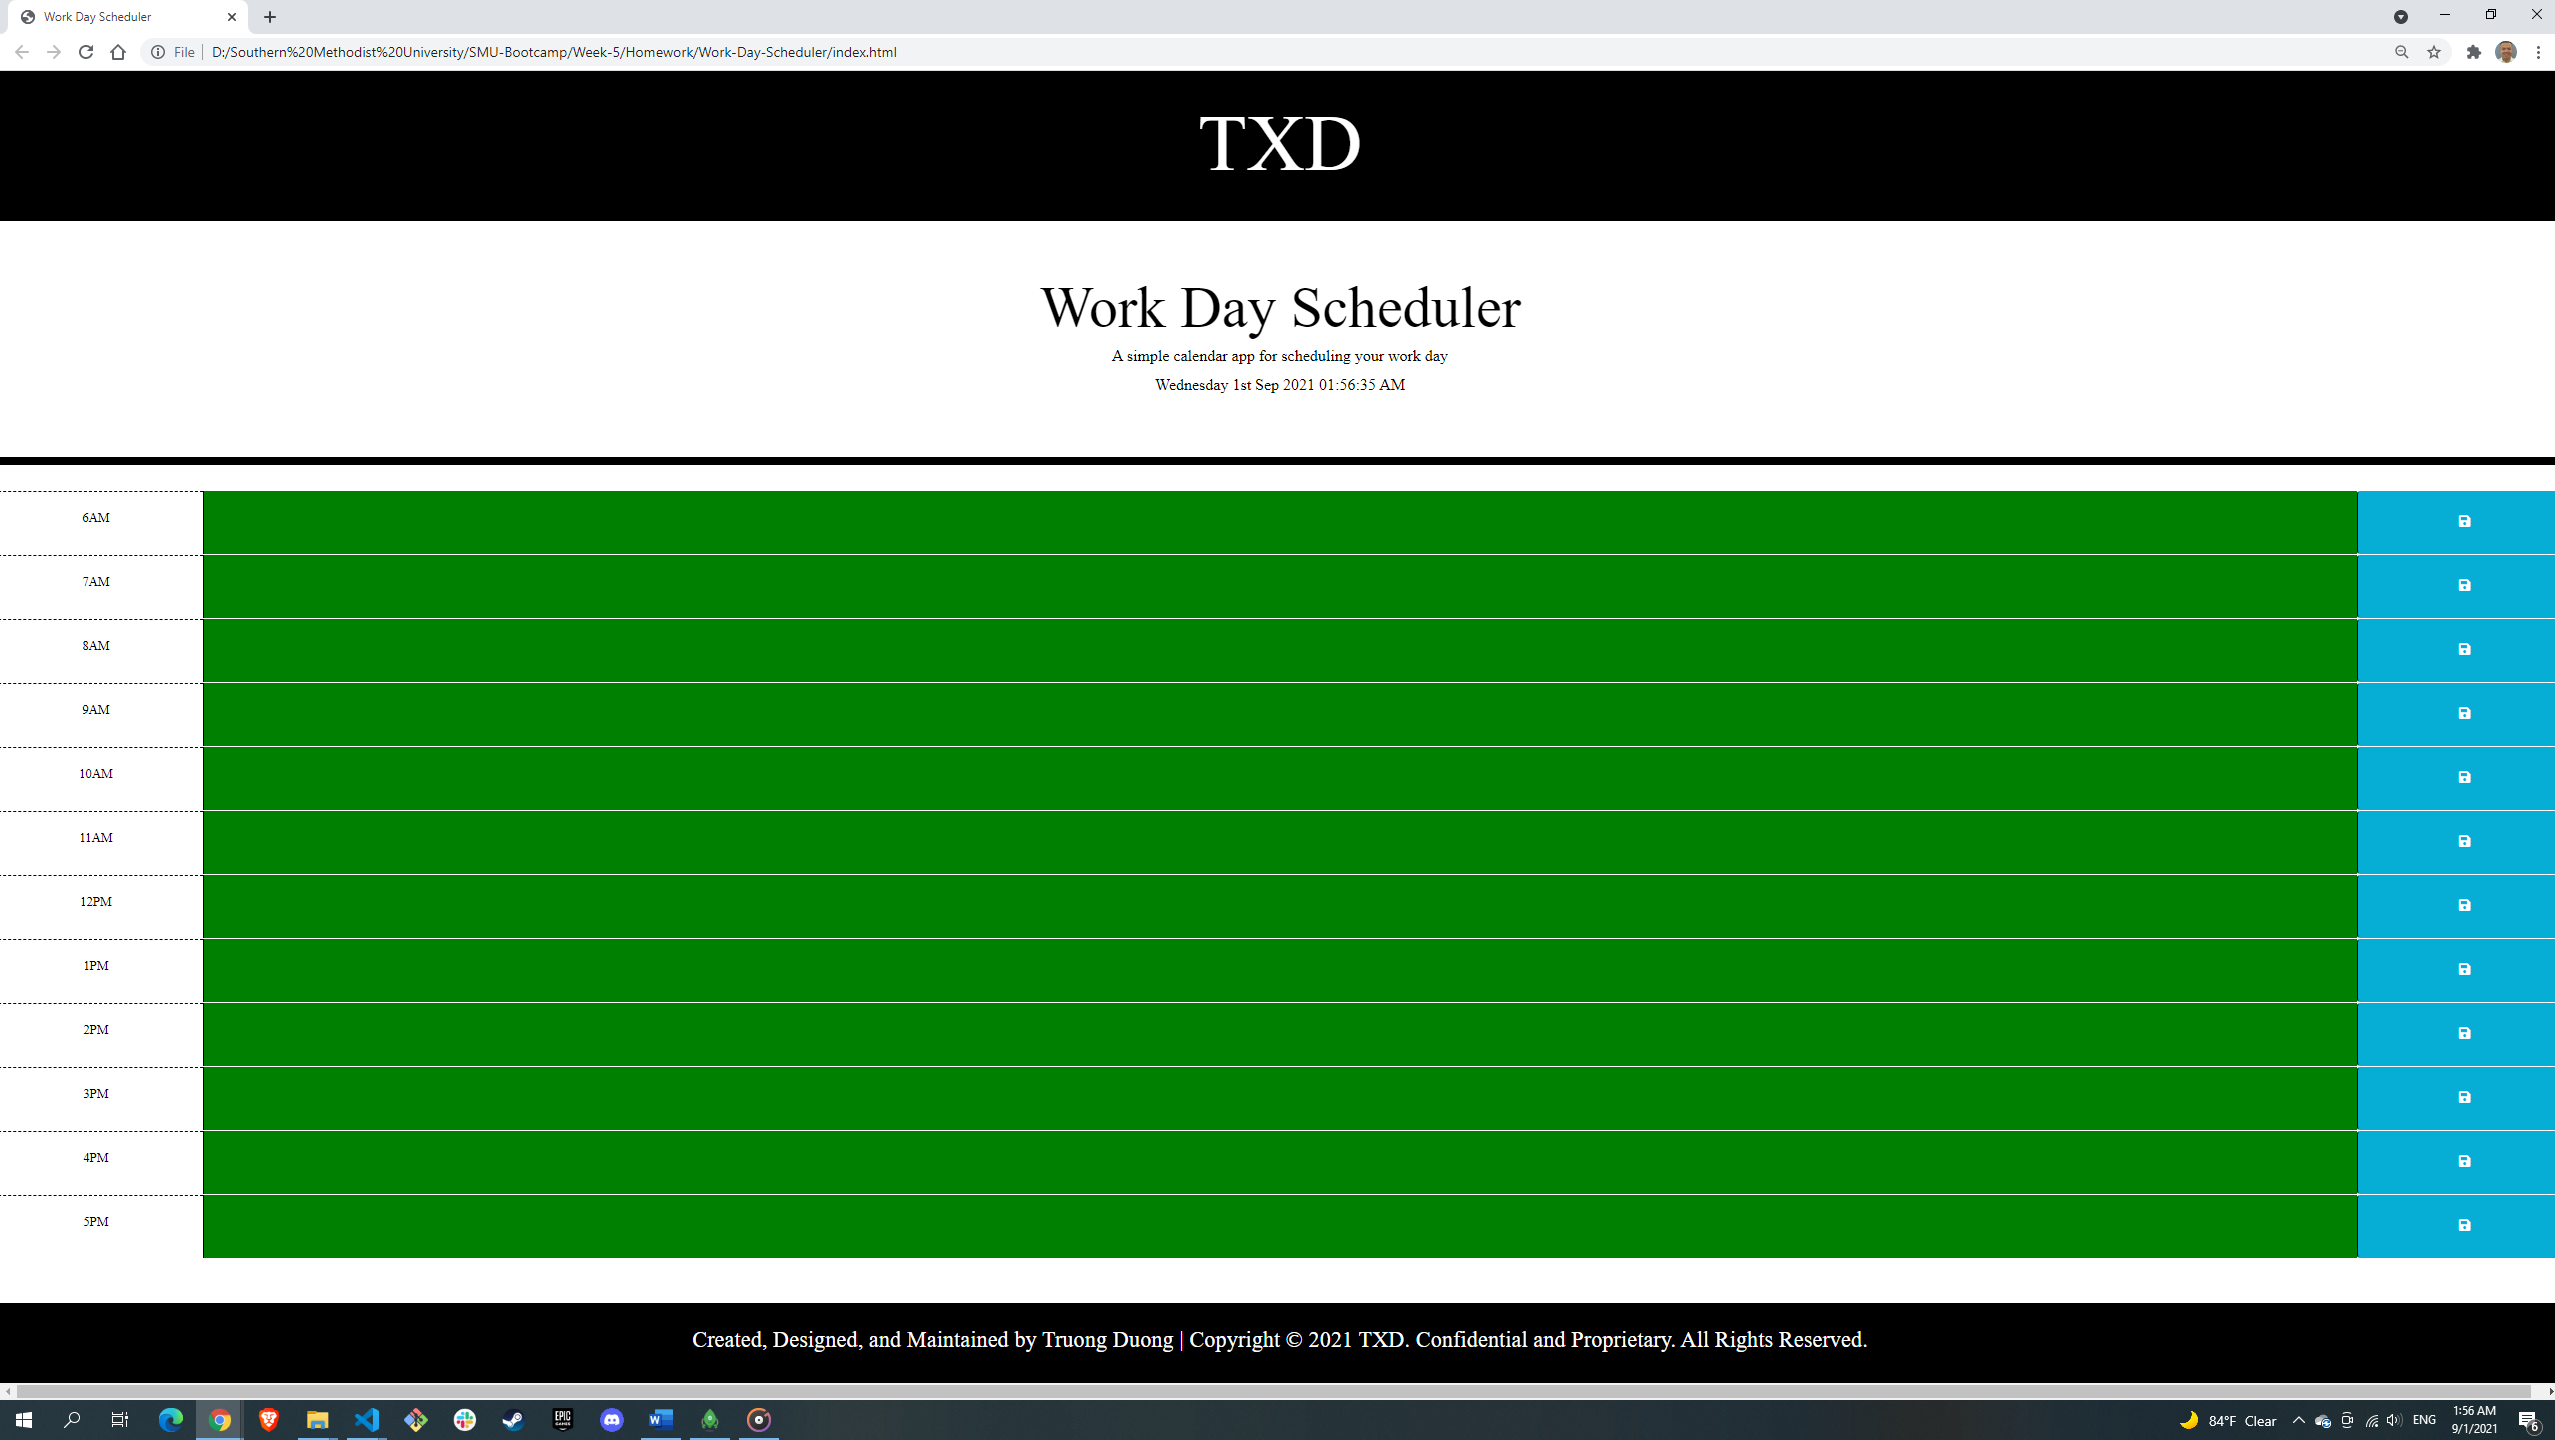 Work Day Scheduler
File | D:/Southern%20Methodist%20University/SMU-Bootcamp/Week-5/Homework/Work-Day-Scheduler/index.html
TXD
Work Day Scheduler
A simple calendar app for scheduling your work day
Wednesday 1st Sep 2021 01:56:35 AM
6AM
7AM
8AM
9AM
10AM
11AM
12PM
1PM
2PM
3PM
4PM
5PM
Created, Designed, and Maintained by Truong Duong | Copyright © 2021 TXD. Confidential and Proprietary. All Rights Reserved.
EPIC GAMES
W
84°F Clear
ENG
1:56 AM
9/1/2021
6